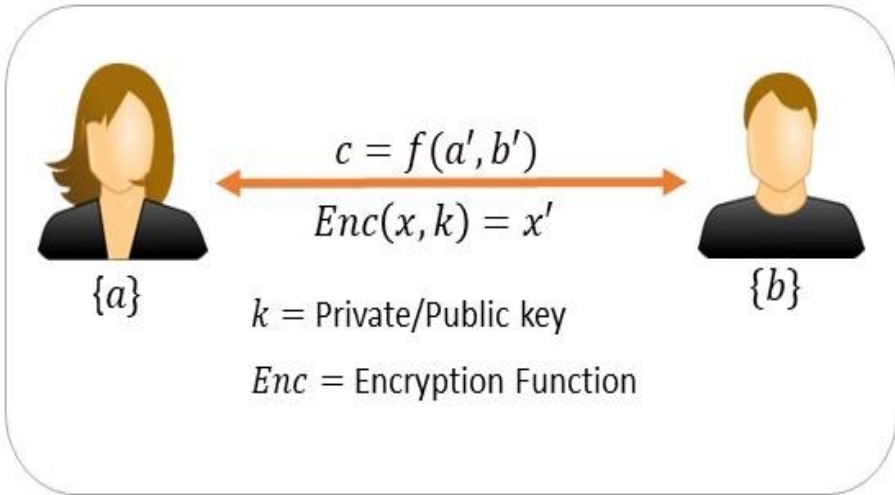 c = f(a', b')
Enc(x, k) = x'
{a}
{b}
k = Private/Public key
Enc = Encryption Function